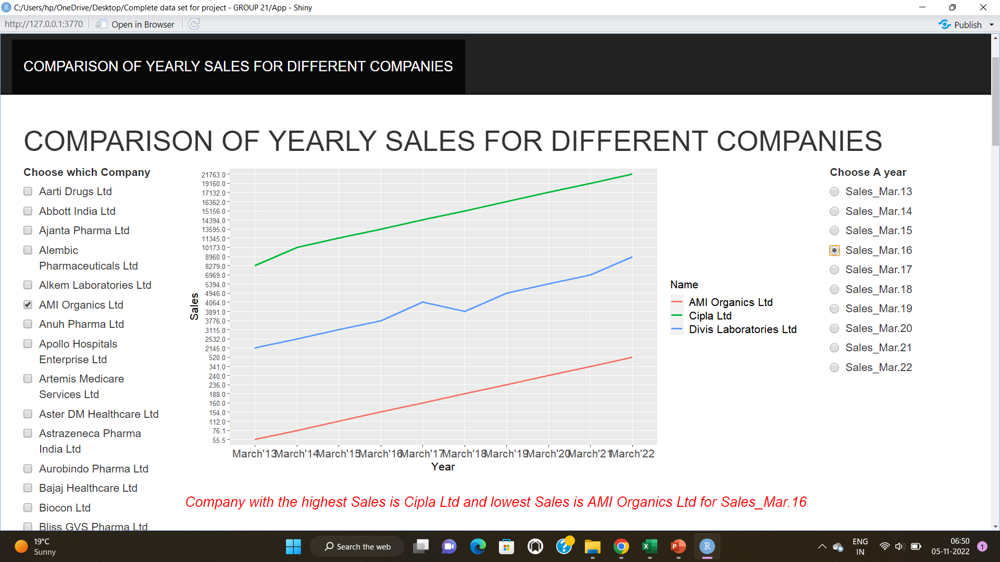 C:/Users/hp/OneDrive/Desktop/Complete data set for project - GROUP 21/App - Shiny
http://127.0.0.1:3770
Open in Browser
Publish
COMPARISON OF YEARLY SALES FOR DIFFERENT COMPANIES
COMPARISON OF YEARLY SALES FOR DIFFERENT COMPANIES
Choose which Company
Aarti Drugs Ltd
Abbott India Ltd
Ajanta Pharma Ltd
Alembic
Pharmaceuticals Ltd
Alkem Laboratories Ltd
AMI Organics Ltd
Anuh Pharma Ltd
Apollo Hospitals
Enterprise Ltd
Artemis Medicare
Services Ltd
Aster DM Healthcare Ltd
Astrazeneca Pharma
India Ltd
Aurobindo Pharma Ltd
Bajaj Healthcare Ltd
Biocon Ltd
Bliss GVS Pharma Ltd
Sales
21763.0
19160.0
17132.0
16362.0
15156.0
14394.0
13595.0
11345.0
10173.0
8960.0
8279.0
6969.0
5394.0
4946.0
4064.0
3891.0
3776.0
3115.0
2532.0
2145.0
520.0
341.0
240.0
236.0
188.0
160.0
154.0
112.0
76.1
55.5
March'13 March'14 March'15 March'16 March'17 March'18 March'19 March'20 March'21 March'22
Year
Name
AMI Organics Ltd
Cipla Ltd
Divis Laboratories Ltd
Choose A year
Sales_Mar.13
Sales_Mar.14
Sales_Mar.15
Sales_Mar.16
Sales_Mar.17
Sales_Mar.18
Sales_Mar.19
Sales_Mar.20
Sales_Mar.21
Sales_Mar.22
Company with the highest Sales is Cipla Ltd and lowest Sales is AMI Organics Ltd for Sales_Mar.16
19°C
Sunny
Search the web
ENG
IN
06:50
05-11-2022
1